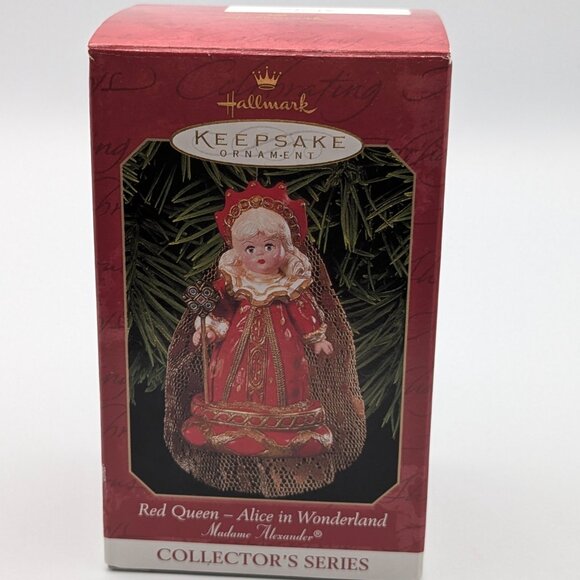 Hallmark
KEEPSAKE
ORNAMENT
Red Queen – Alice in Wonderland
Madame Alexander®
COLLECTOR'S SERIES